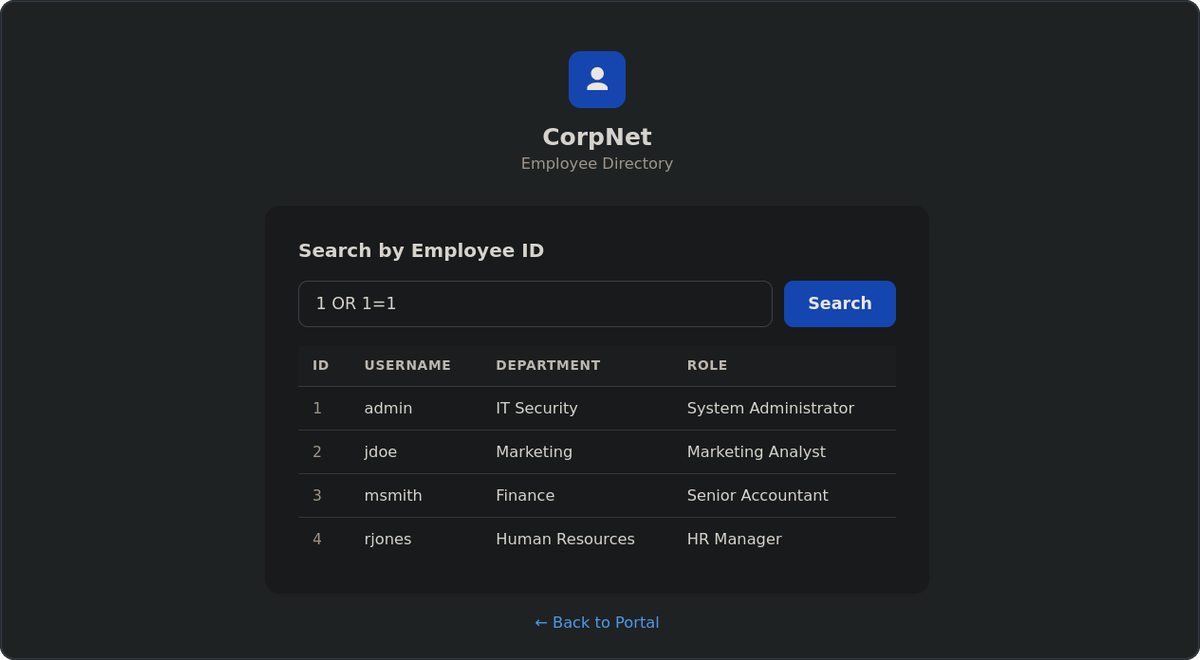 CorpNet
Employee Directory
Search by Employee ID
1 OR 1=1 Search
ID USERNAME DEPARTMENT ROLE
1 admin IT Security System Administrator
2 jdoe Marketing Marketing Analyst
3 msmith Finance Senior Accountant
4 rjones Human Resources HR Manager
← Back to Portal